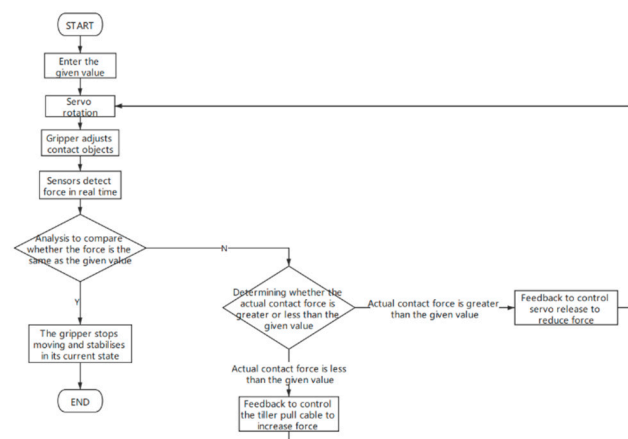 START
Enter the
given value
Servo
rotation
Gripper adjusts
contact objects
Sensors detect
force in real time
Analysis to compare
whether the force is the
same as the given value
N
Y
Determining whether the
actual contact force is
greater or less than the
given value
Actual contact force is greater
than the given value
Feedback to control
servo release to
reduce force
The gripper stops
moving and stabilises
in its current state
END
Actual contact force is less
than the given value
Feedback to control
the tiller pull cable to
increase force